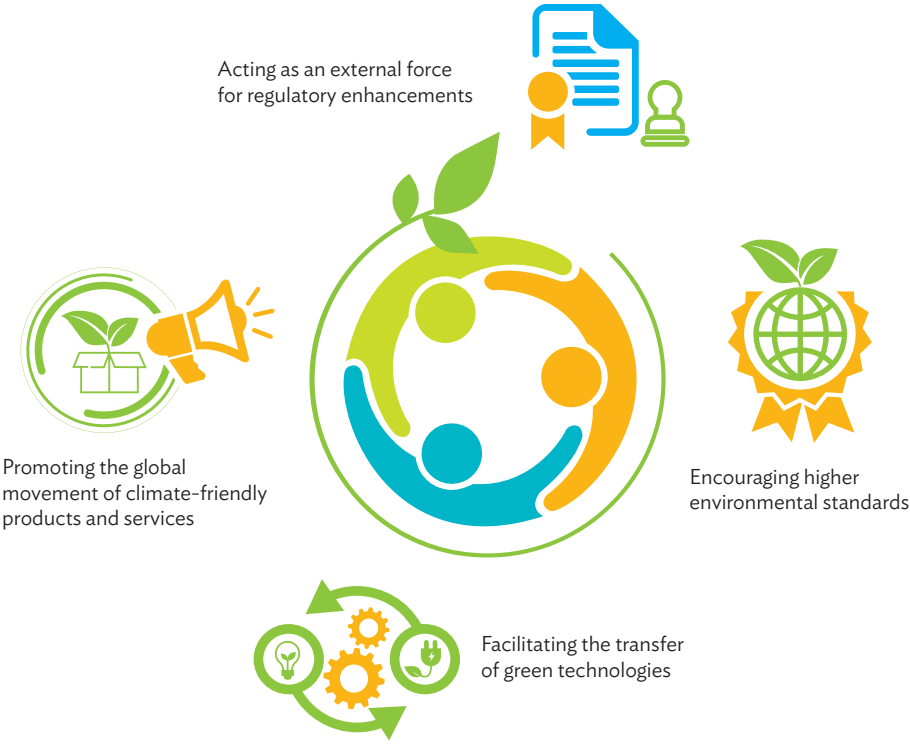 Acting as an external force
for regulatory enhancements
Promoting the global
movement of climate-friendly
products and services
Encouraging higher
environmental standards
Facilitating the transfer
of green technologies